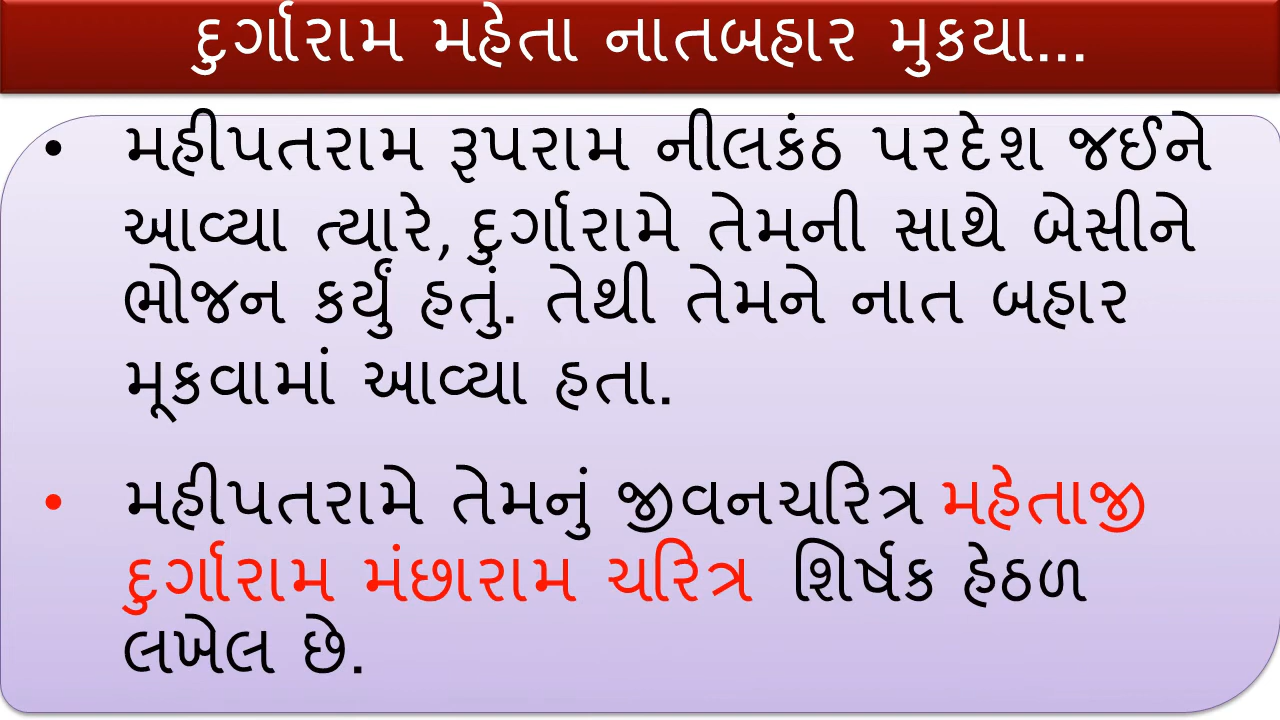 દુર્ગારામ મહેતા નાતબહાર મુકયા...
• મહીપતરામ રૂપરામ નીલકંઠ પરદેશ જઈને
આવ્યા ત્યારે, દુર્ગારામે તેમની સાથે બેસીને
ભોજન કર્યું હતું. તેથી તેમને નાત બહાર
મૂકવામાં આવ્યા હતા.
• મહીપતરામે તેમનું જીવનચરિત્ર મહેતાજી
દુર્ગારામ મંછારામ ચરિત્ર શિર્ષક હેઠળ
લખેલ છે.